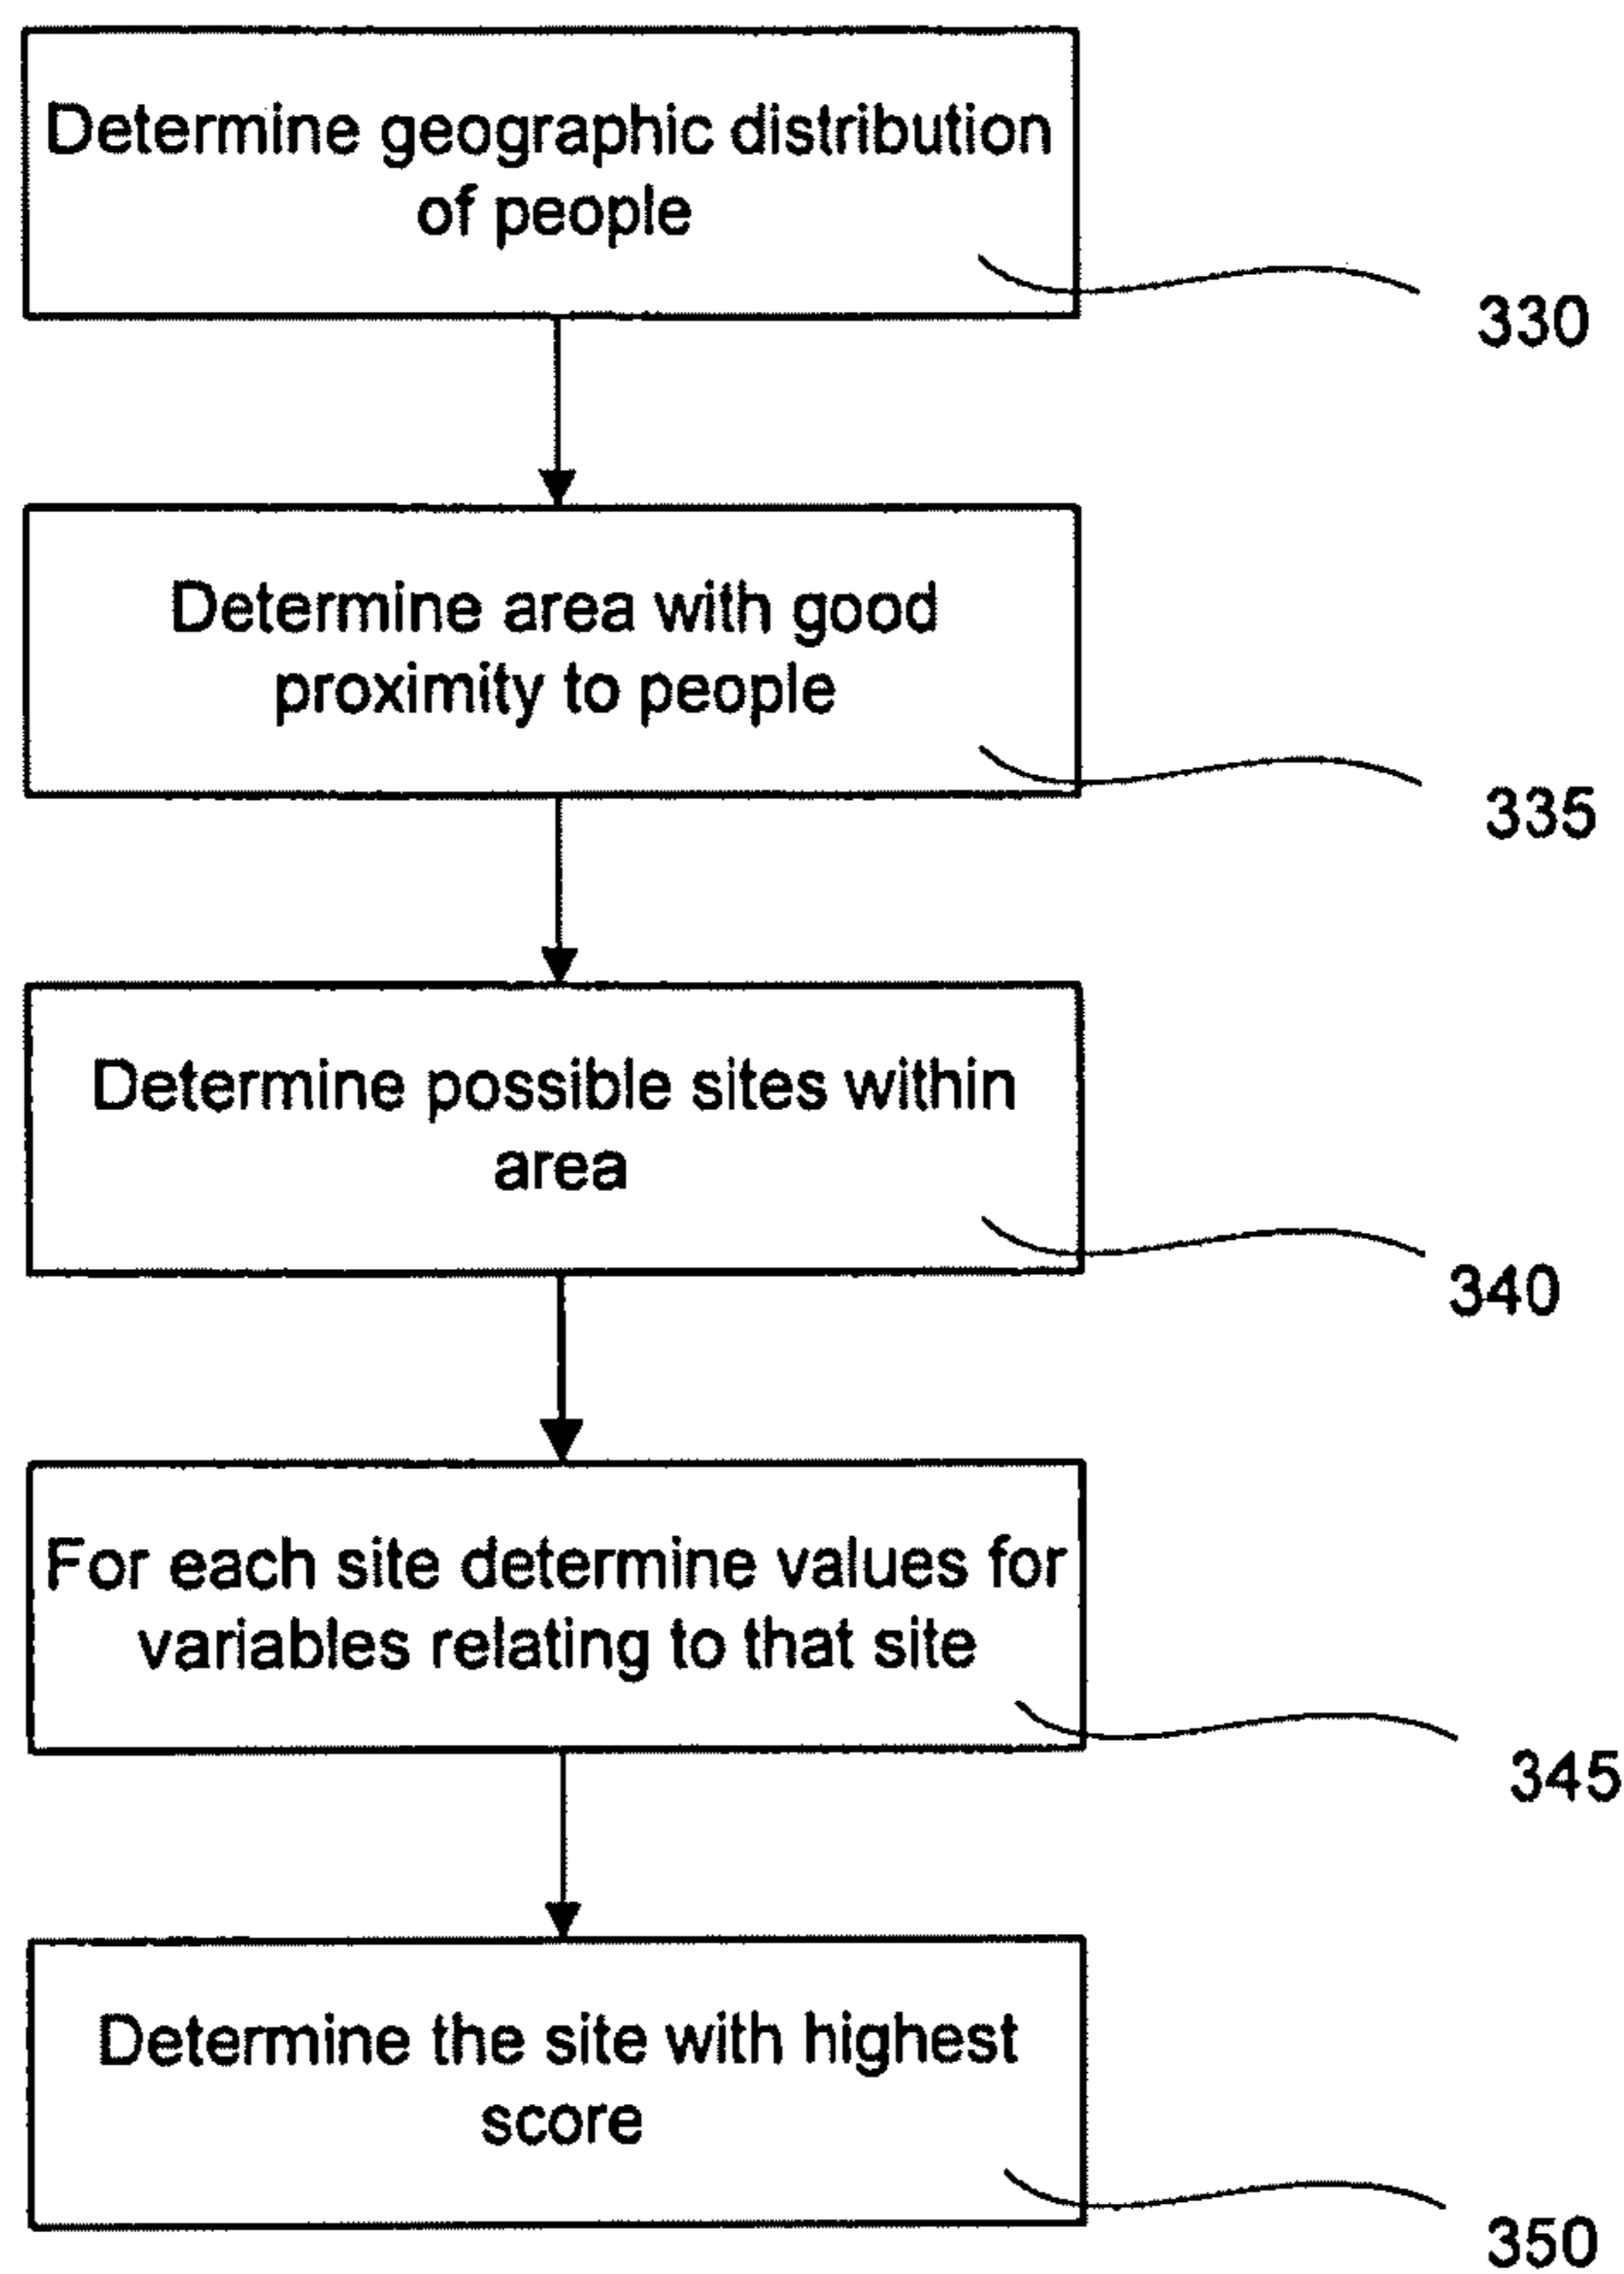 Determine geographic distribution
of people
330
Determine area with good
proximity to people
335
Determine possible sites within
area
340
For each site determine values for
variables relating to that site
345
Determine the site with highest
score
350